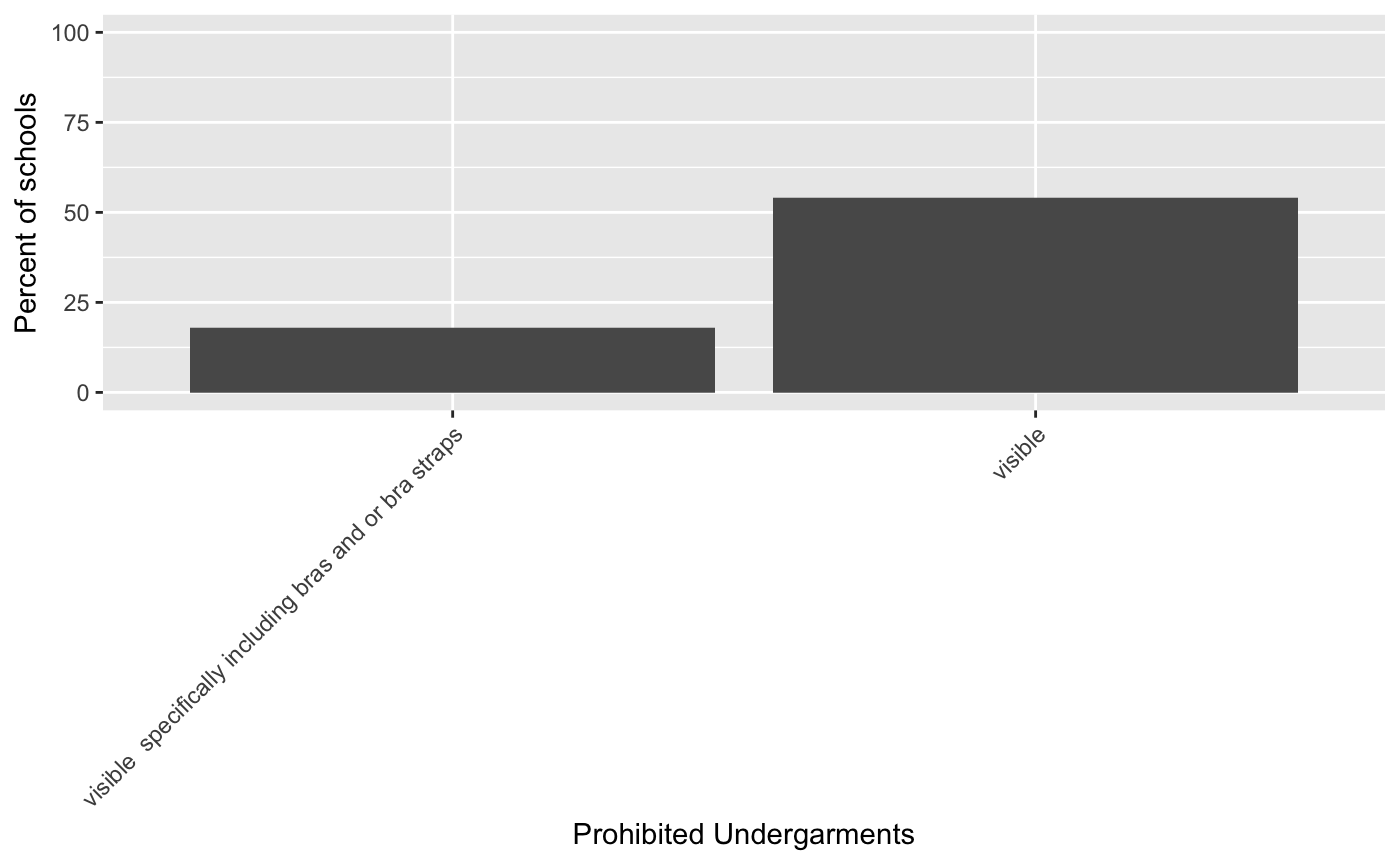 Percent of schools
100
75
50
25
0
visible  specifically including bras and or bra straps
visible
Prohibited Undergarments